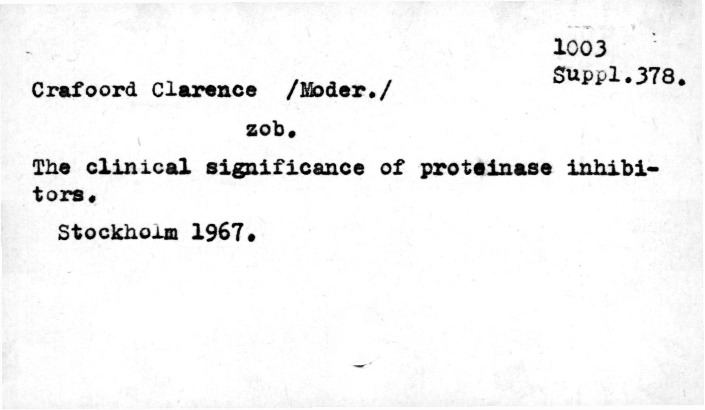 1003
Suppl.378.
Crafoord Clarence /Moder./
zob.
The clinical significance of proteinase inhibi-
tors.
Stockholm 1967.